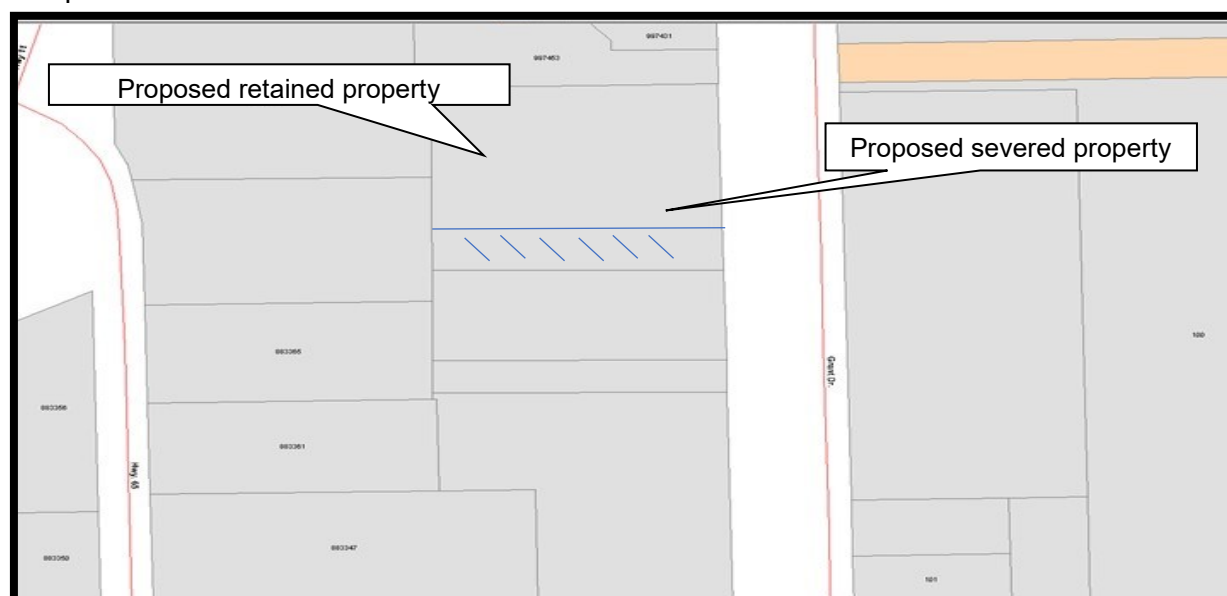 997401
997453
Proposed retained property
Proposed severed property
100
883365
Grant Dr.
883356
883361
Hwy. 65
883347
883350
101